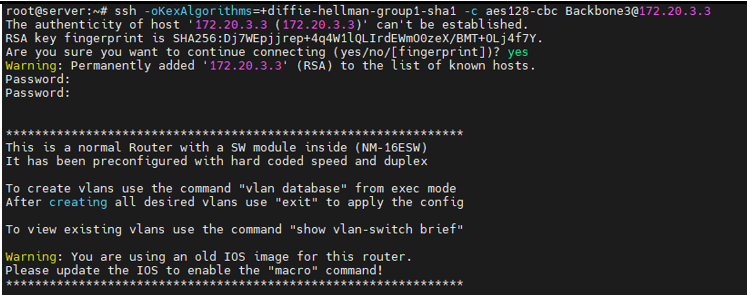 root@server:~# ssh -oKexAlgorithms=+diffie-hellman-group1-sha1 -c aes128-cbc Backbone3@172.20.3.3
The authenticity of host '172.20.3.3 (172.20.3.3)' can't be established.
RSA key fingerprint is SHA256:Dj7WEpjjrep+4q4W1lQLIrdEWmO0zeX/BMT+OLj4f7Y.
Are you sure you want to continue connecting (yes/no/[fingerprint])? yes
Warning: Permanently added '172.20.3.3' (RSA) to the list of known hosts.
Password:
Password:
***************************************************************
This is a normal Router with a SW module inside (NM-16ESW)
It has been preconfigured with hard coded speed and duplex
To create vlans use the command "vlan database" from exec mode
After creating all desired vlans use "exit" to apply the config
To view existing vlans use the command "show vlan-switch brief"
Warning: You are using an old IOS image for this router.
Please update the IOS to enable the "macro" command!
***************************************************************